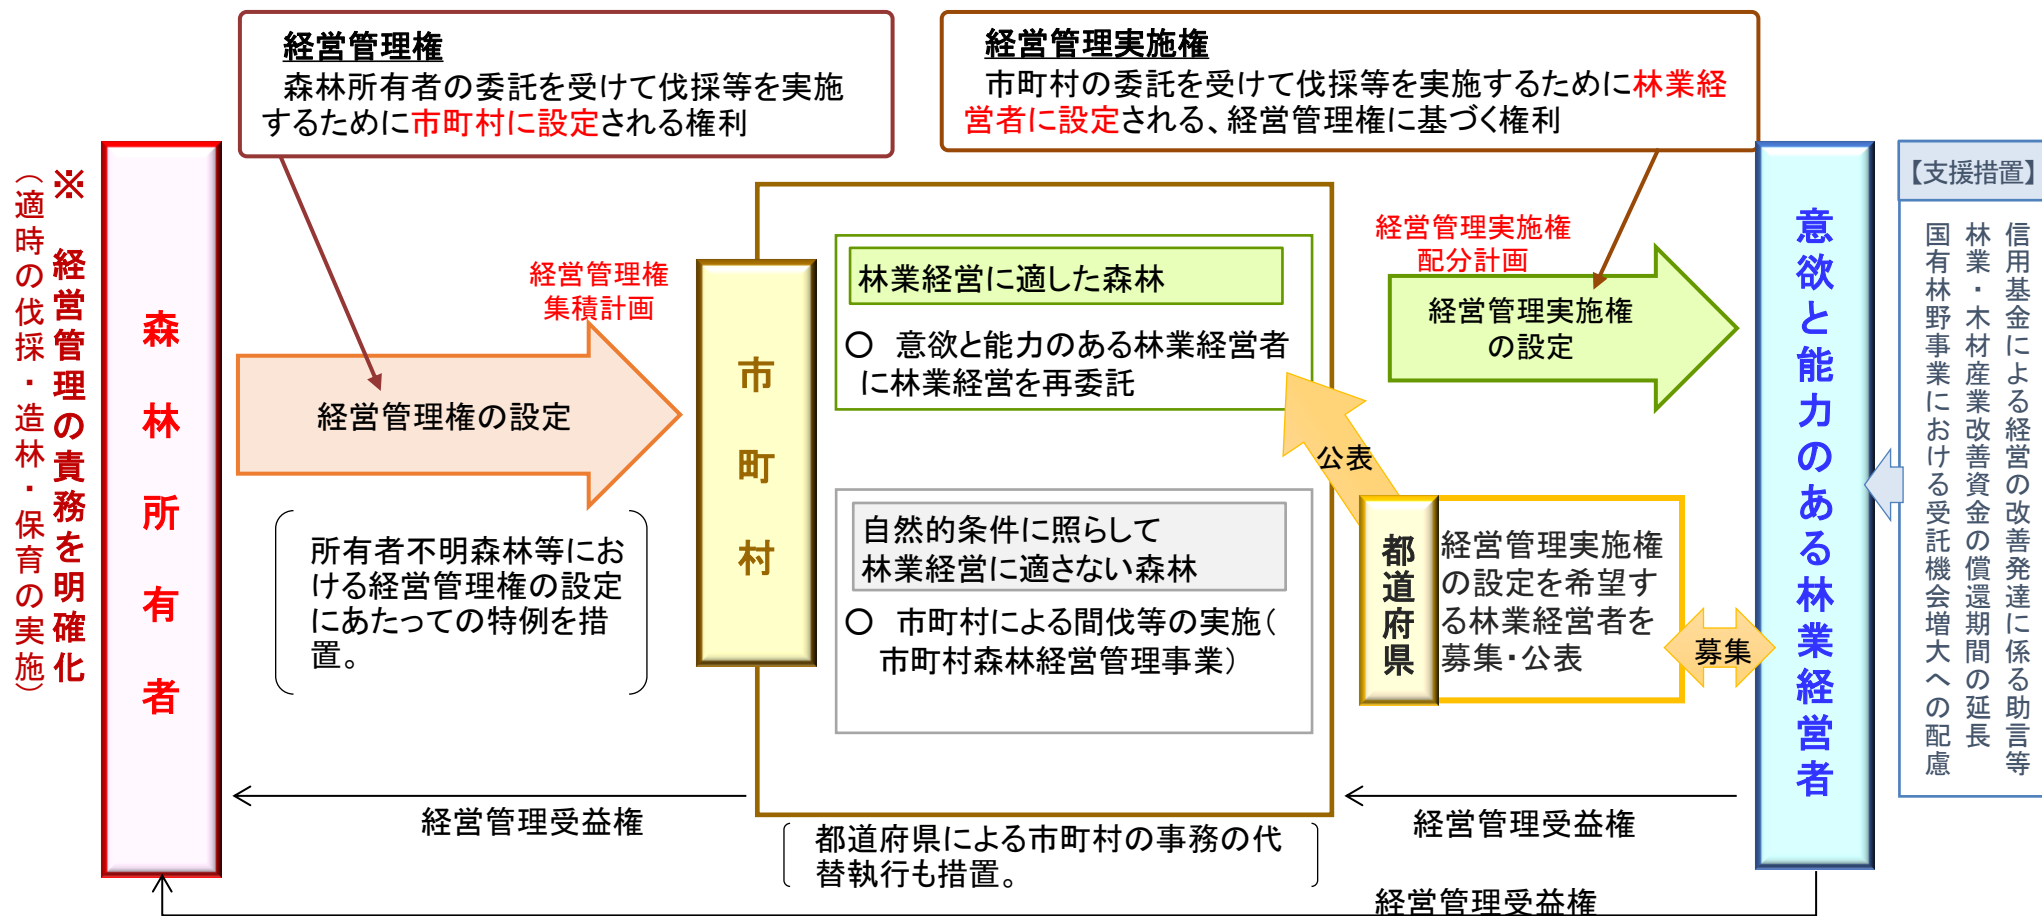 経営管理権
森林所有者の委託を受けて伐採等を実施
するために市町村に設定される権利
経営管理実施権
市町村の委託を受けて伐採等を実施するために林業経
営者に設定される、経営管理権に基づく権利
※　経営管理の責務を明確化
（適時の伐採・造林・保育の実施）
森林所有者
経営管理権
集積計画
経営管理権の設定
所有者不明森林等にお
ける経営管理権の設定
にあたっての特例を措
置。
市町村
林業経営に適した森林
○　意欲と能力のある林業経営者
に林業経営を再委託
自然的条件に照らして
林業経営に適さない森林
○　市町村による間伐等の実施（
市町村森林経営管理事業）
経営管理実施権
配分計画
経営管理実施権
の設定
公表
都道府県
経営管理実施権
の設定を希望す
る林業経営者を
募集・公表
募集
意欲と能力のある林業経営者
【支援措置】
信用基金による経営の改善発達に係る助言等
林業・木材産業改善資金の償還期間の延長
国有林野事業における受託機会増大への配慮
経営管理受益権
経営管理受益権
都道府県による市町村の事務の代
替執行も措置。
経営管理受益権